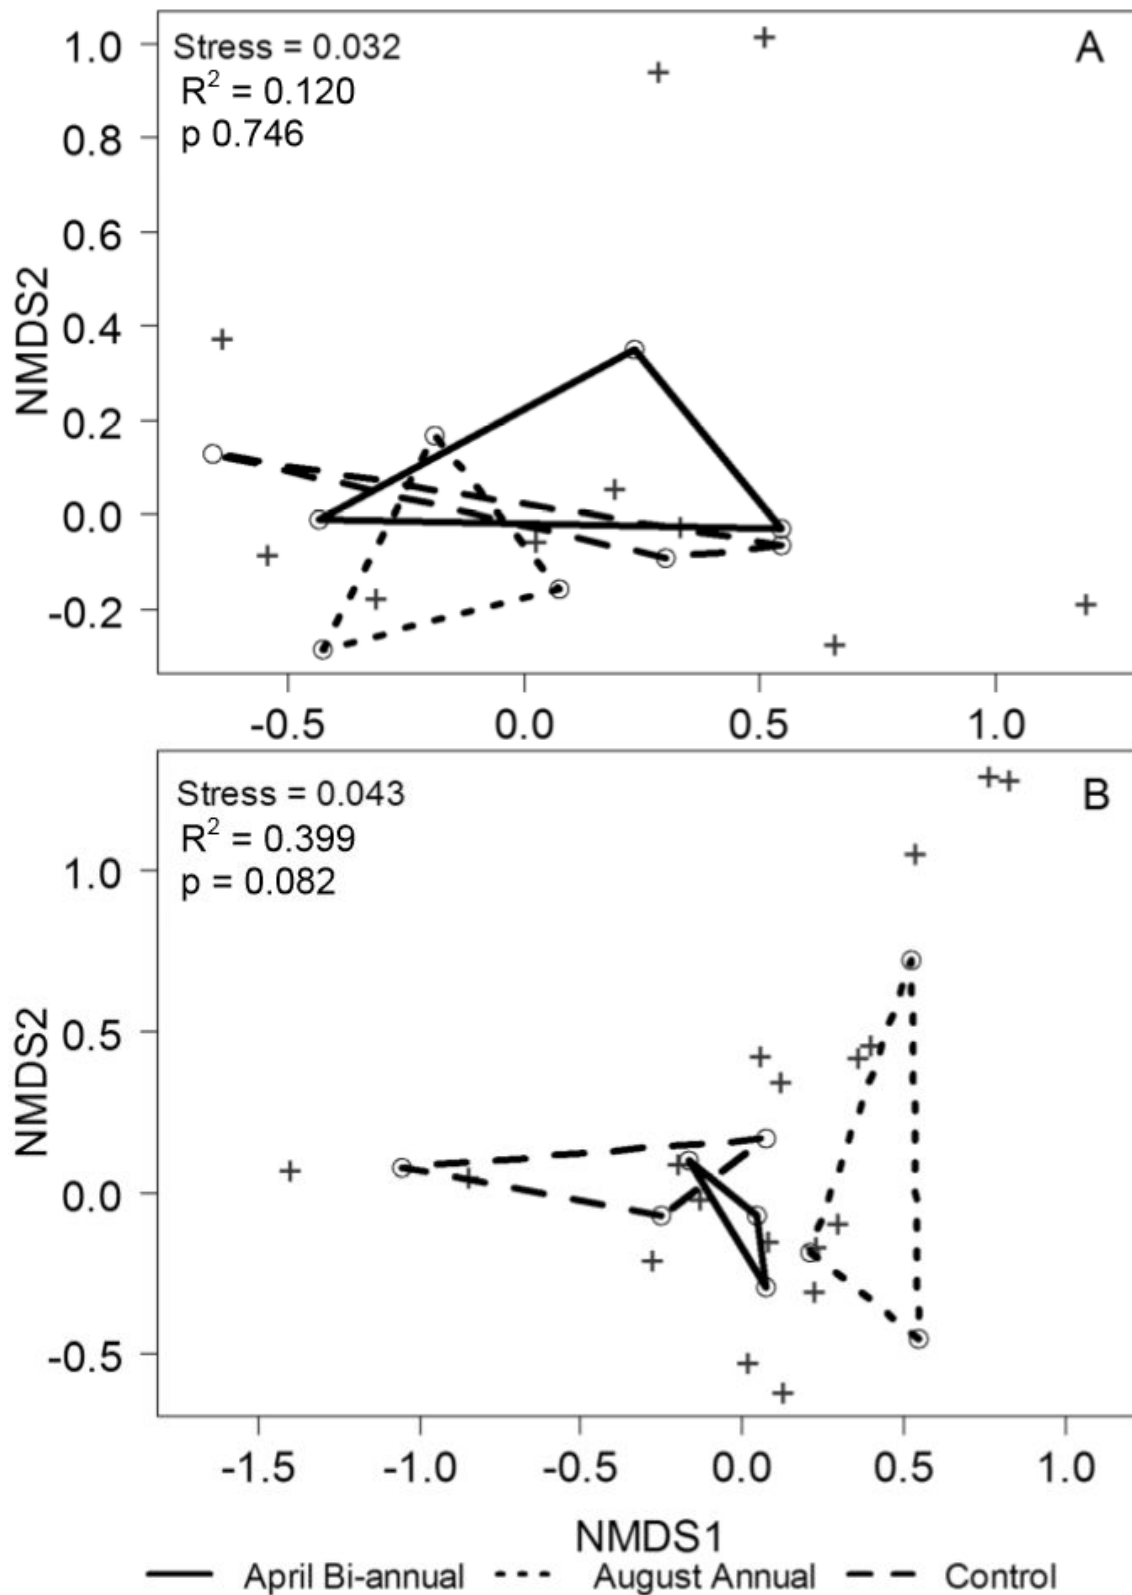 A
Stress = 0.032
R² = 0.120
p 0.746
1.0
0.8
0.6
0.4
0.2
0.0
-0.2
NMDS2
-0.5 0.0 0.5 1.0
B
Stress = 0.043
R² = 0.399
p = 0.082
1.0
0.5
0.0
-0.5
NMDS2
-1.5 -1.0 -0.5 0.0 0.5 1.0
NMDS1
April Bi-annual August Annual Control